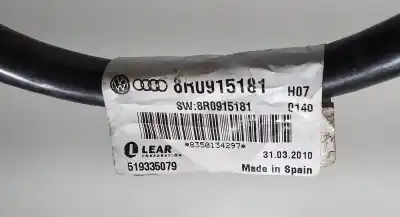 8R0915181 H07
SW:8R0915181 0140
*8350134297*
LEAR 31.03.2010
CORPORATION
519335079 Made in Spain